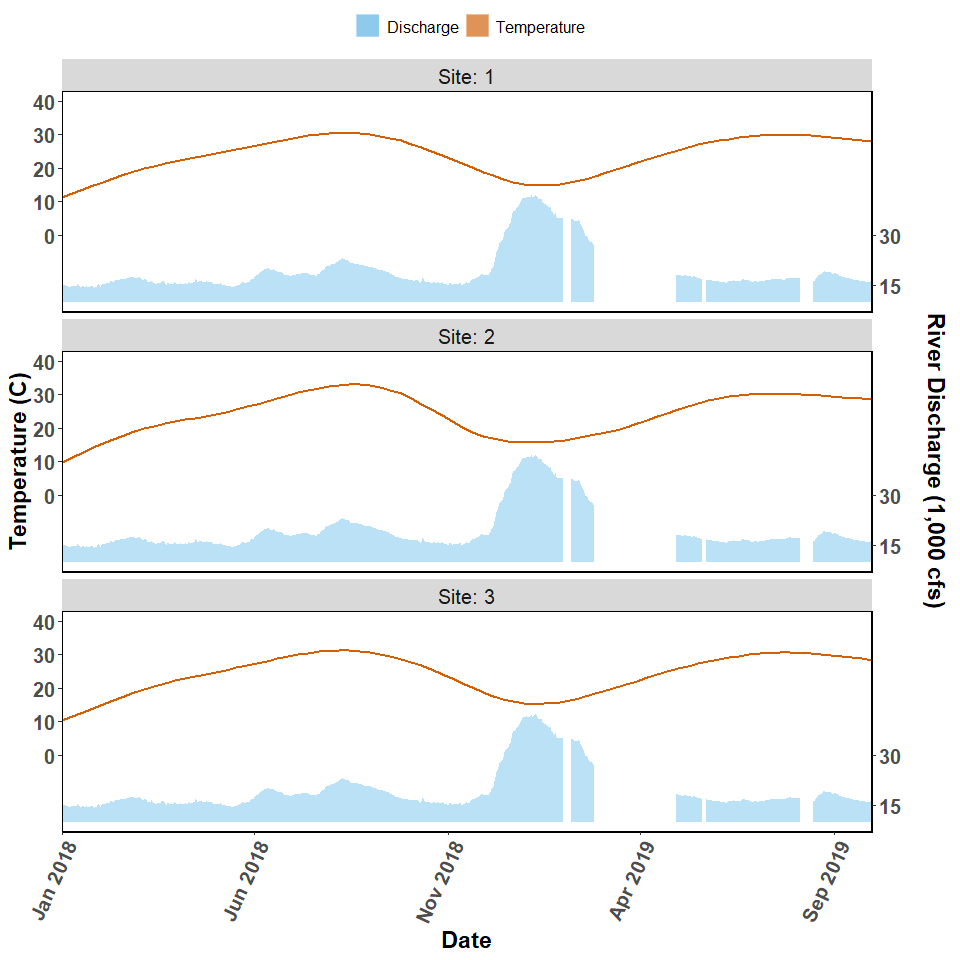 Discharge Temperature
Site: 1
40
30
20
10
0
30
15
Site: 2
40
30
20
10
0
30
15
Site: 3
40
30
20
10
0
30
15
Temperature (C)
River Discharge (1,000 cfs)
Jan 2018 Jun 2018 Nov 2018 Apr 2019 Sep 2019
Date